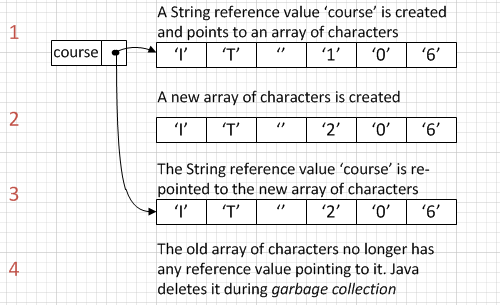 1
A String reference value ‘course’ is created
and points to an array of characters
course
‘I’ ‘T’ ‘’ ‘1’ ‘0’ ‘6’
2
A new array of characters is created
‘I’ ‘T’ ‘’ ‘2’ ‘0’ ‘6’
3
The String reference value ‘course’ is re-
pointed to the new array of characters
‘I’ ‘T’ ‘’ ‘2’ ‘0’ ‘6’
4
The old array of characters no longer has
any reference value pointing to it. Java
deletes it during garbage collection